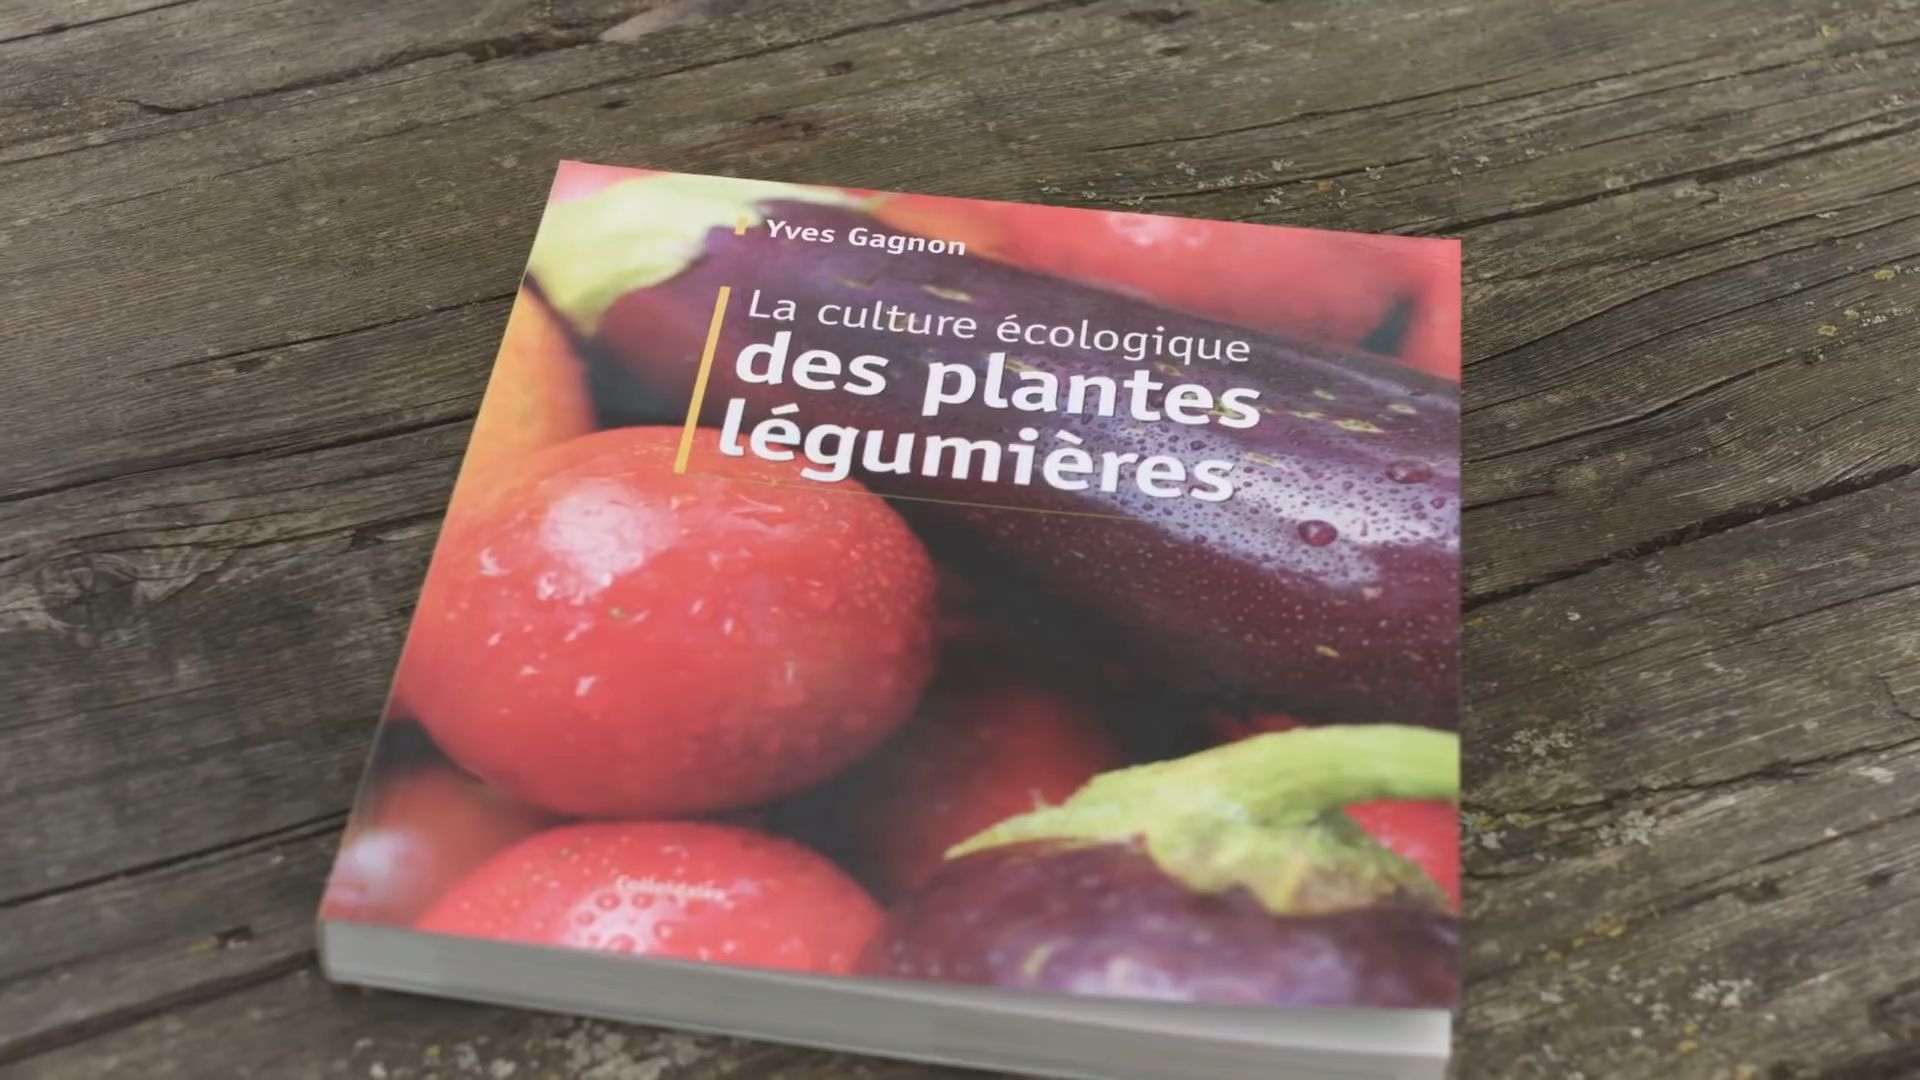 Yves Gagnon
La culture écologique
des plantes
légumières